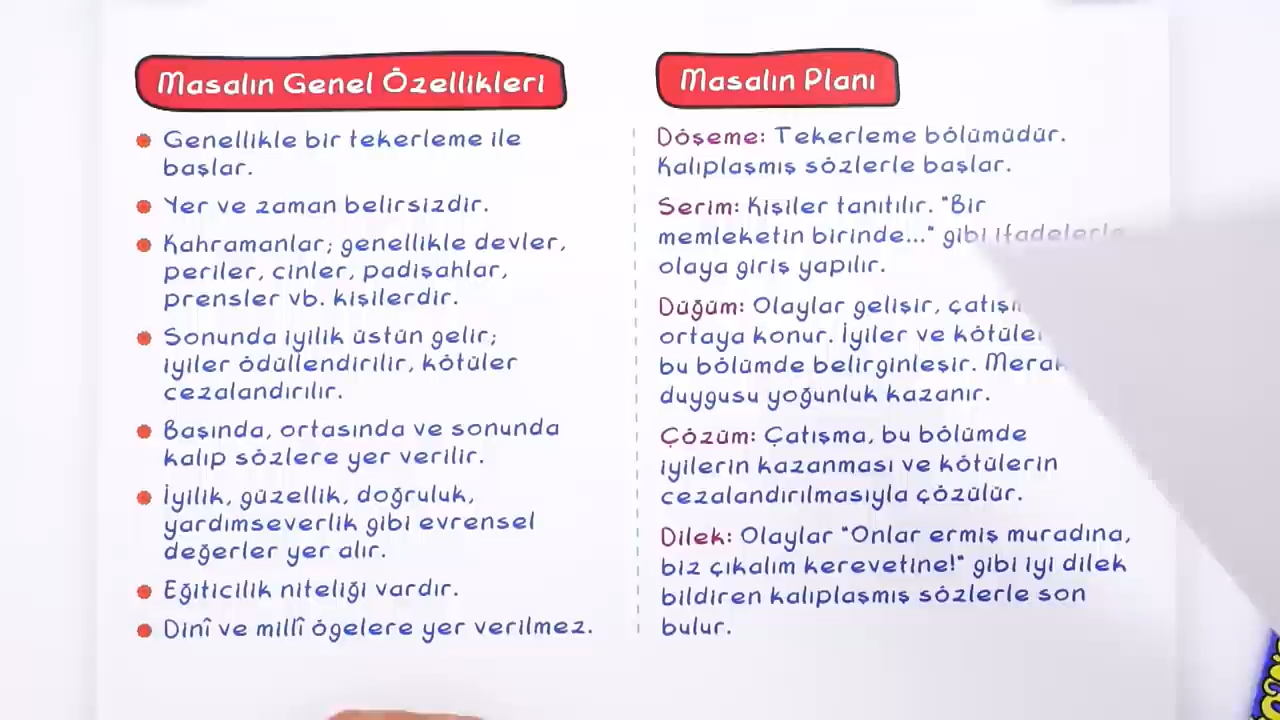 Masalın Genel Özellikleri
Genellikle bir tekerleme ile
başlar.
Yer ve zaman belirsizdir.
Kahramanlar; genellikle devler,
periler, cinler, padişahlar,
prensler vb. kişilerdir.
Sonunda iyilik üstün gelir;
iyiler ödüllendirilir, kötüler
cezalandırılır.
Başında, ortasında ve sonunda
kalıp sözlere yer verilir.
İyilik, güzellik, doğruluk,
yardımseverlik gibi evrensel
değerler yer alır.
Eğiticilik niteliği vardır.
Dinî ve millî ögelere yer verilmez.
Masalın Planı
Döşeme: Tekerleme bölümüdür.
Kalıplaşmış sözlerle başlar.
Serim: Kişiler tanıtılır. "Bir
memleketin birinde..." gibi ifadelerle
olaya giriş yapılır.
Düğüm: Olaylar gelişir,
ortaya konur. İyiler ve
bu bölümde belirginleşir. Merak
duygusu yoğunluk kazanır.
Çözüm: Çatışma, bu bölümde
iyilerin kazanması ve kötülerin
cezalandırılmasıyla çözülür.
Dilek: Olaylar "Onlar ermiş muradına,
biz çıkalım kerevetine!" gibi iyi dilek
bildiren kalıplaşmış sözlerle son
bulur.